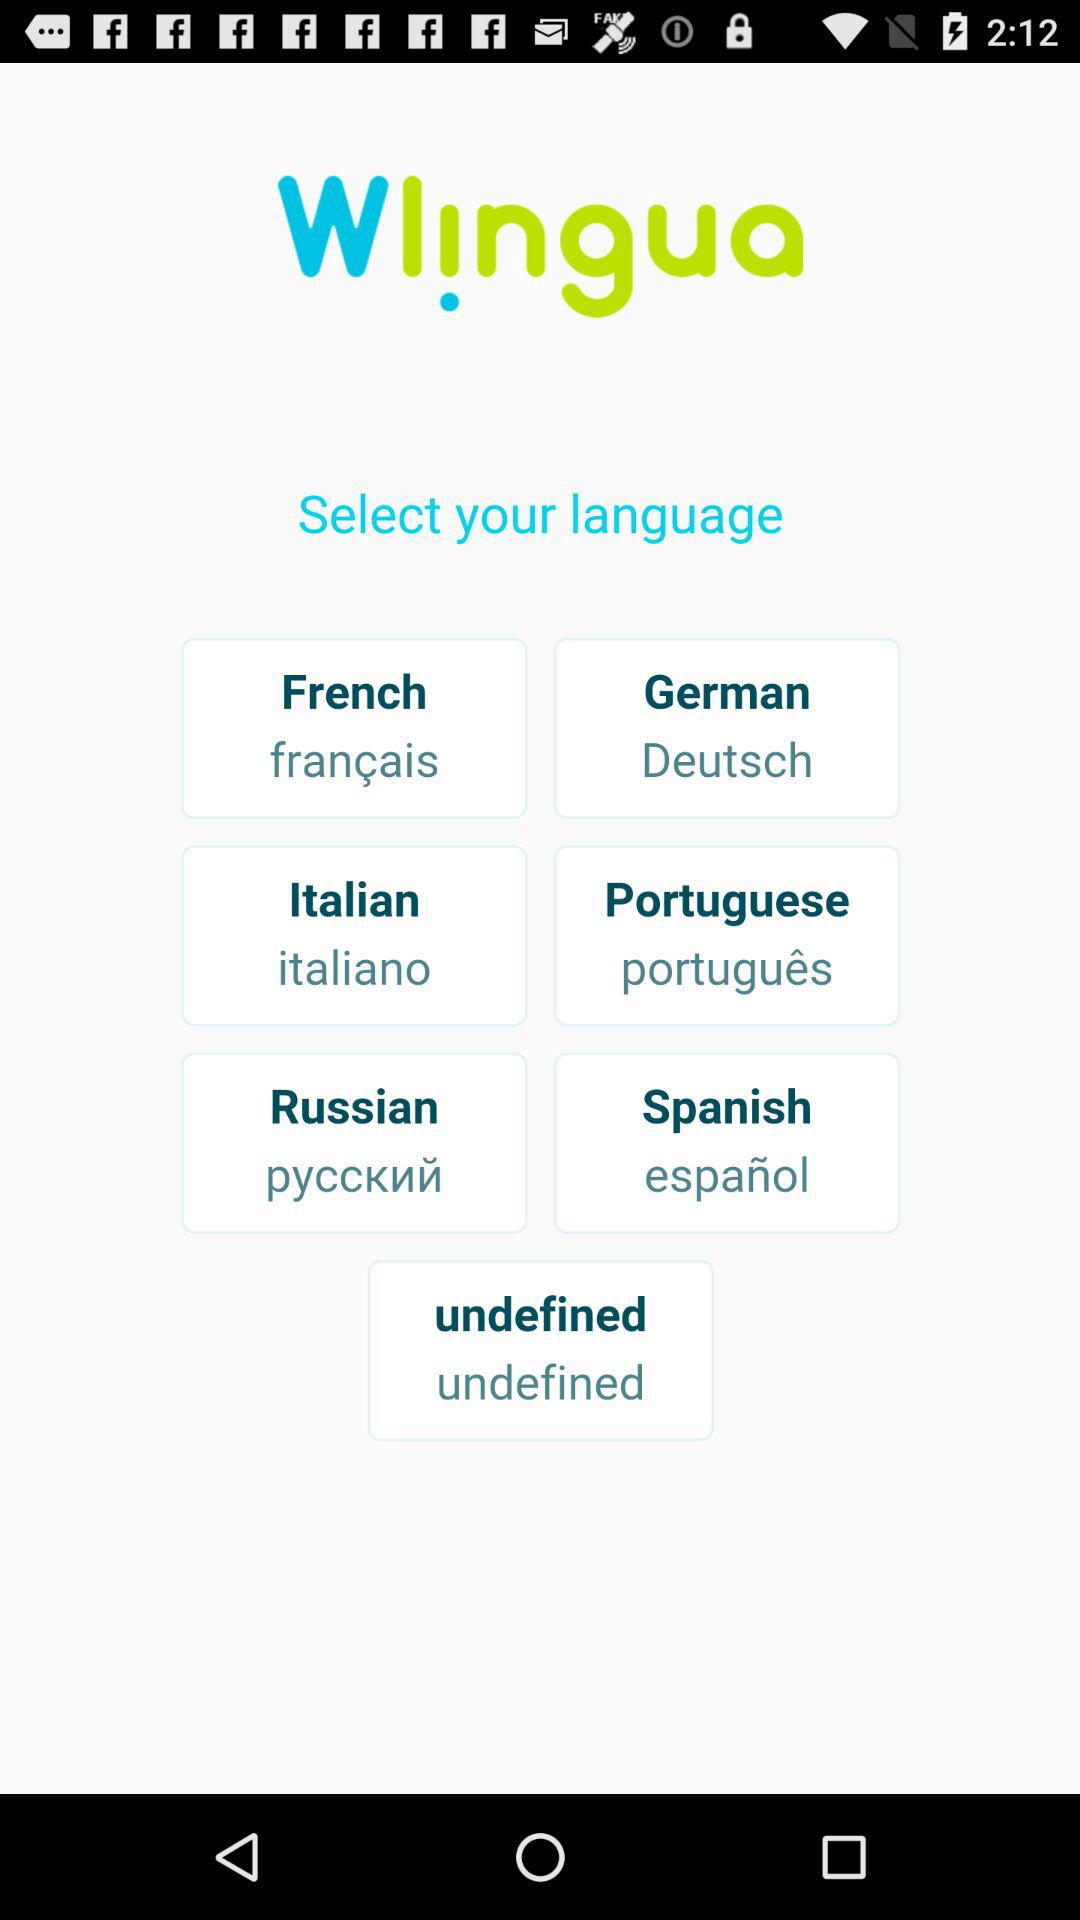 FAKE
2:12
Wlingua
Select your language
French
français
German
Deutsch
Italian
italiano
Portuguese
português
Russian
русский
Spanish
español
undefined
undefined